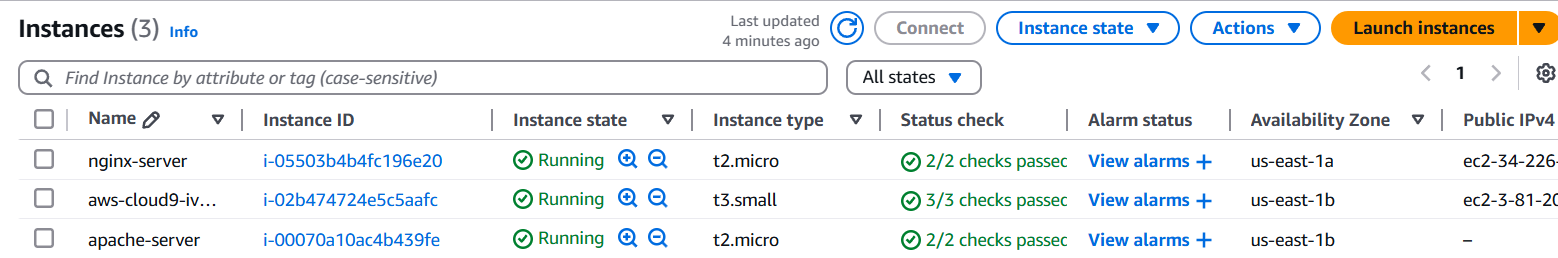 Instances (3) Info
Last updated
4 minutes ago
Connect
Instance state
Actions
Launch instances
Find Instance by attribute or tag (case-sensitive)
All states
1
Name Instance ID Instance state Instance type Status check Alarm status Availability Zone Public IPv4
nginx-server i-05503b4b4fc196e20 Running t2.micro 2/2 checks passed View alarms + us-east-1a ec2-34-226-
aws-cloud9-iv... i-02b474724e5c5aafc Running t3.small 3/3 checks passed View alarms + us-east-1b ec2-3-81-20
apache-server i-00070a10ac4b439fe Running t2.micro 2/2 checks passed View alarms + us-east-1b –